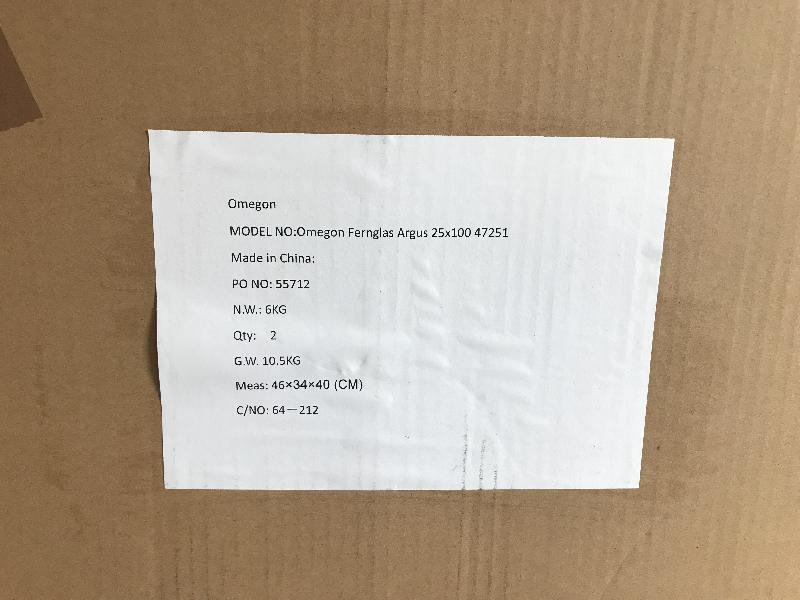 Omegon
MODEL NO:Omegon Fernglas Argus 25x100 47251
Made in China:
PO NO: 55712
N.W.: 6KG
Qty: 2
G.W. 10.5KG
Meas: 46×34×40 (CM)
C/NO: 64－212